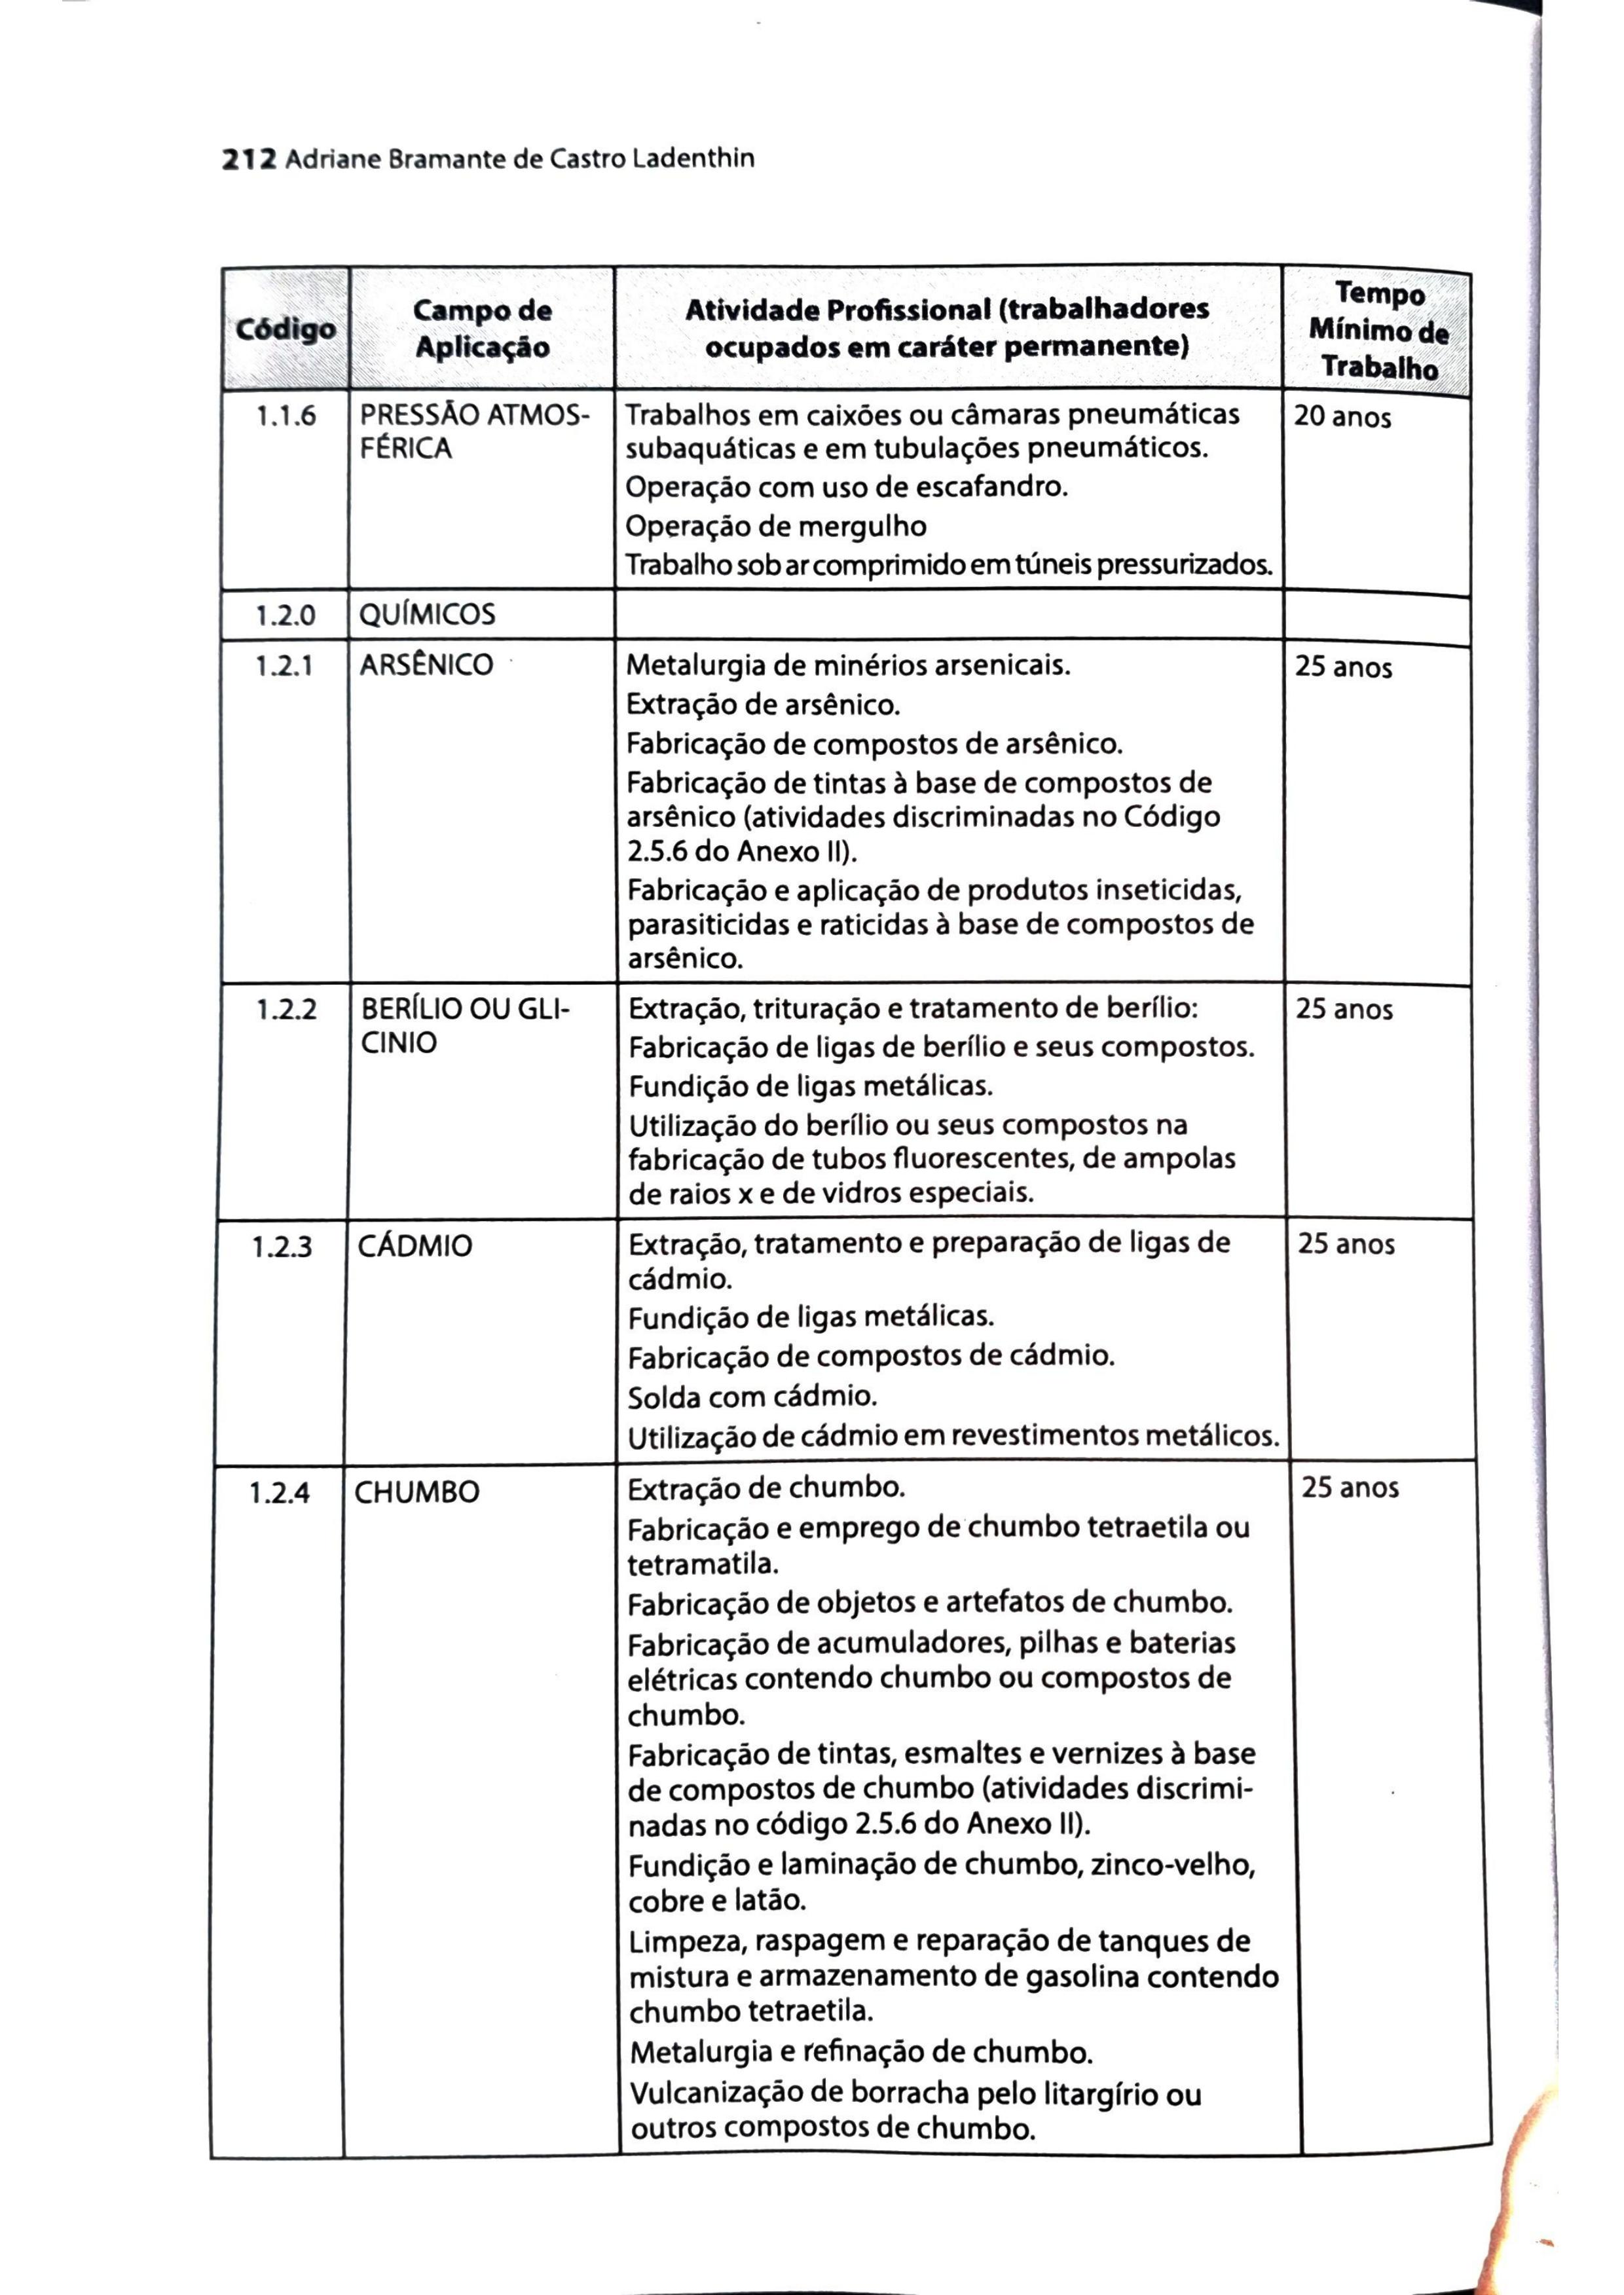 212 Adriane Bramante de Castro Ladenthin
Código
Campo de
Aplicação
Atividade Profissional (trabalhadores
ocupados em caráter permanente)
Tempo
Mínimo de
Trabalho
1.1.6
PRESSÃO ATMOS-
FÉRICA
Trabalhos em caixões ou câmaras pneumáticas
subaquáticas e em tubulações pneumáticos.
Operação com uso de escafandro.
Operação de mergulho
Trabalho sob ar comprimido em túneis pressurizados.
20 anos
1.2.0
QUÍMICOS
1.2.1
ARSÊNICO
Metalurgia de minérios arsenicais.
Extração de arsênico.
Fabricação de compostos de arsênico.
Fabricação de tintas à base de compostos de
arsênico (atividades discriminadas no Código
2.5.6 do Anexo II).
Fabricação e aplicação de produtos inseticidas,
parasiticidas e raticidas à base de compostos de
arsênico.
25 anos
1.2.2
BERÍLIO OU GLI-
CINIO
Extração, trituração e tratamento de berílio:
Fabricação de ligas de berílio e seus compostos.
Fundição de ligas metálicas.
Utilização do berílio ou seus compostos na
fabricação de tubos fluorescentes, de ampolas
de raios x e de vidros especiais.
25 anos
1.2.3
CÁDMIO
Extração, tratamento e preparação de ligas de
cádmio.
Fundição de ligas metálicas.
Fabricação de compostos de cádmio.
Solda com cádmio.
Utilização de cádmio em revestimentos metálicos.
25 anos
1.2.4
CHUMBO
Extração de chumbo.
Fabricação e emprego de chumbo tetraetila ou
tetramatila.
Fabricação de objetos e artefatos de chumbo.
Fabricação de acumuladores, pilhas e baterias
elétricas contendo chumbo ou compostos de
chumbo.
Fabricação de tintas, esmaltes e vernizes à base
de compostos de chumbo (atividades discrimi-
nadas no código 2.5.6 do Anexo II).
Fundição e laminação de chumbo, zinco-velho,
cobre e latão.
Limpeza, raspagem e reparação de tanques de
mistura e armazenamento de gasolina contendo
chumbo tetraetila.
Metalurgia e refinação de chumbo.
Vulcanização de borracha pelo litargírio ou
outros compostos de chumbo.
25 anos